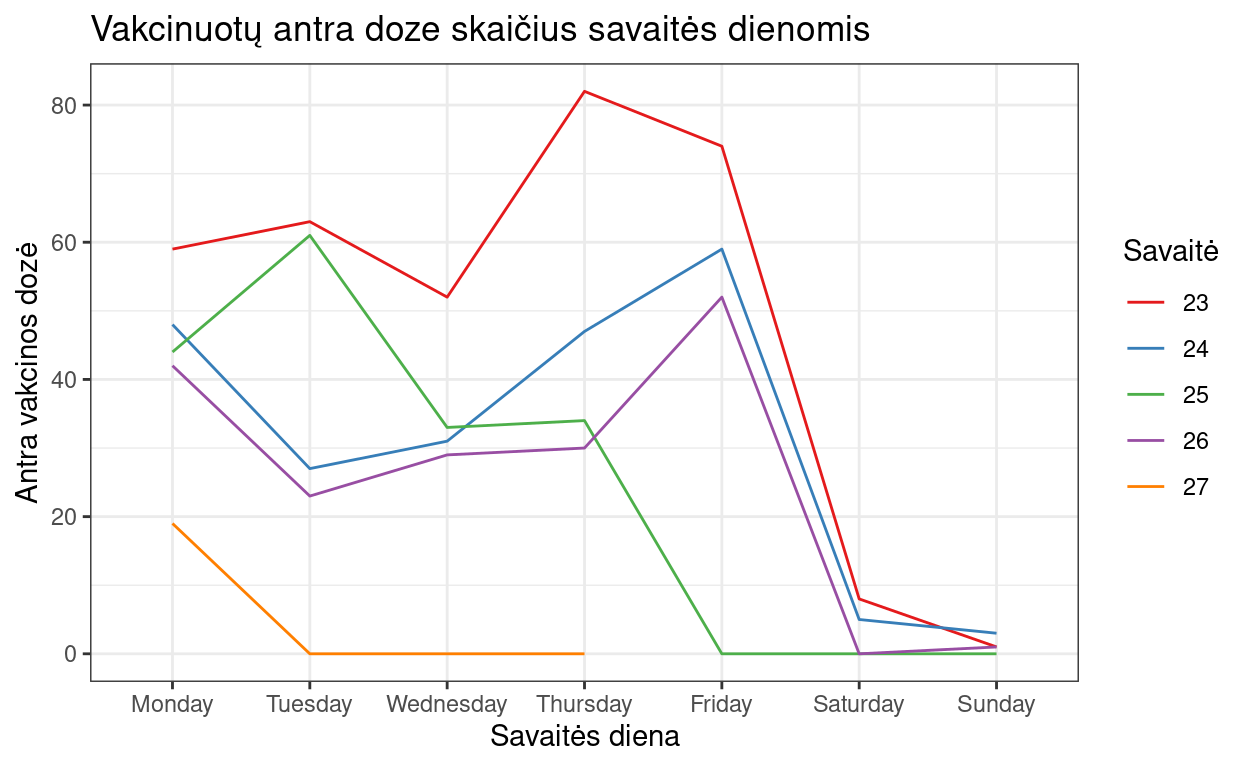 Vakcinuotų antra doze skaičius savaitės dienomis
Antra vakcinos dozė
80
60
40
20
0
Monday Tuesday Wednesday Thursday Friday Saturday Sunday
Savaitės diena
Savaitė
23
24
25
26
27